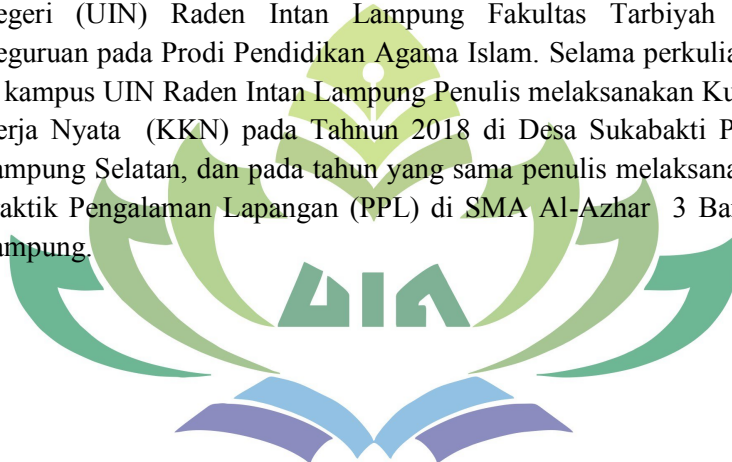 egeri (UIN) Raden Intan Lampung Fakultas Tarbiyah
eguruan pada Prodi Pendidikan Agama Islam. Selama perkulia
kampus UIN Raden Intan Lampung Penulis melaksanakan Ku
erja Nyata (KKN) pada Tahnun 2018 di Desa Sukabakti P
ampung Selatan, dan pada tahun yang sama penulis melaksana
aktik Pengalaman Lapangan (PPL) di SMA Al-Azhar 3 Ba
ampung.
UIN